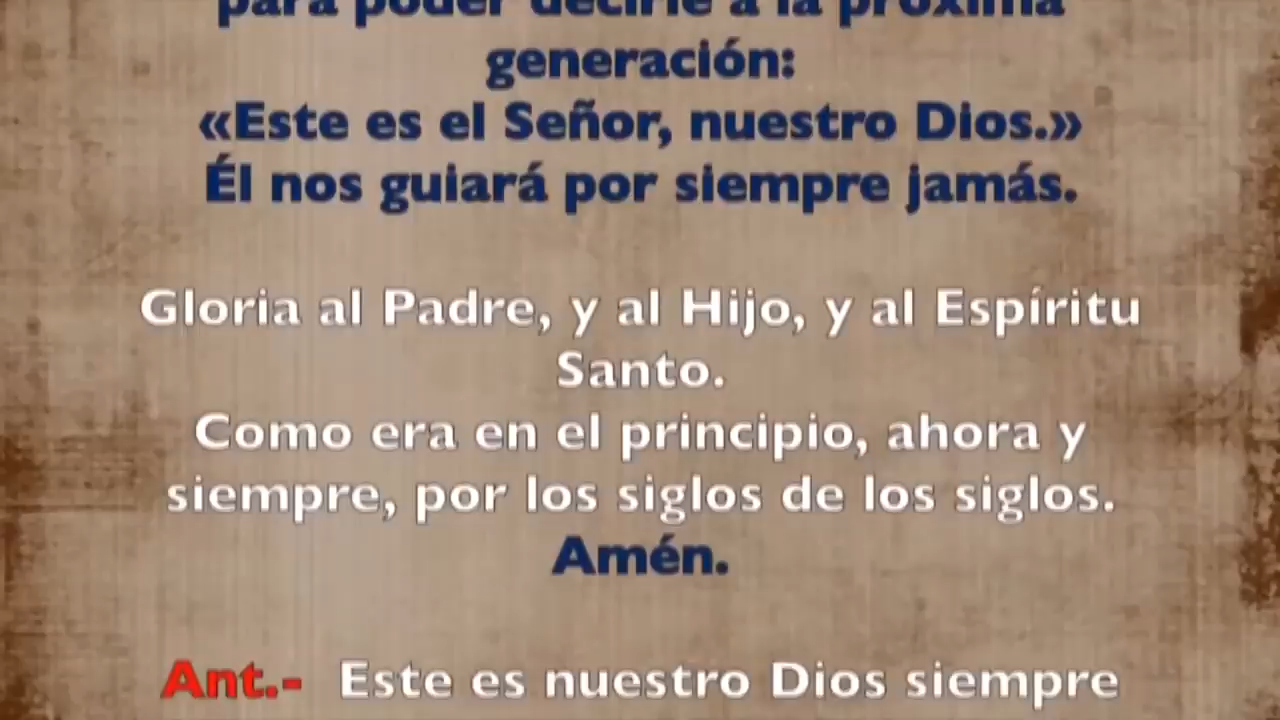 para poder decirle a la próxima
generación:
«Este es el Señor, nuestro Dios.»
Él nos guiará por siempre jamás.
Gloria al Padre, y al Hijo, y al Espíritu
Santo.
Como era en el principio, ahora y
siempre, por los siglos de los siglos.
Amén.
Ant.- Este es nuestro Dios siempre